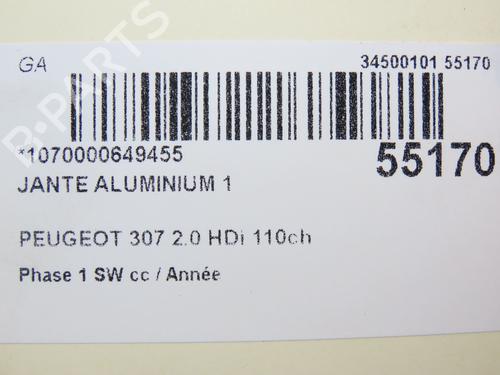 GA
34500101 55170
*1070000649455
55170
JANTE ALUMINIUM 1
PEUGEOT 307 2.0 HDi 110ch
Phase 1 SW cc / Année
B-PARTS